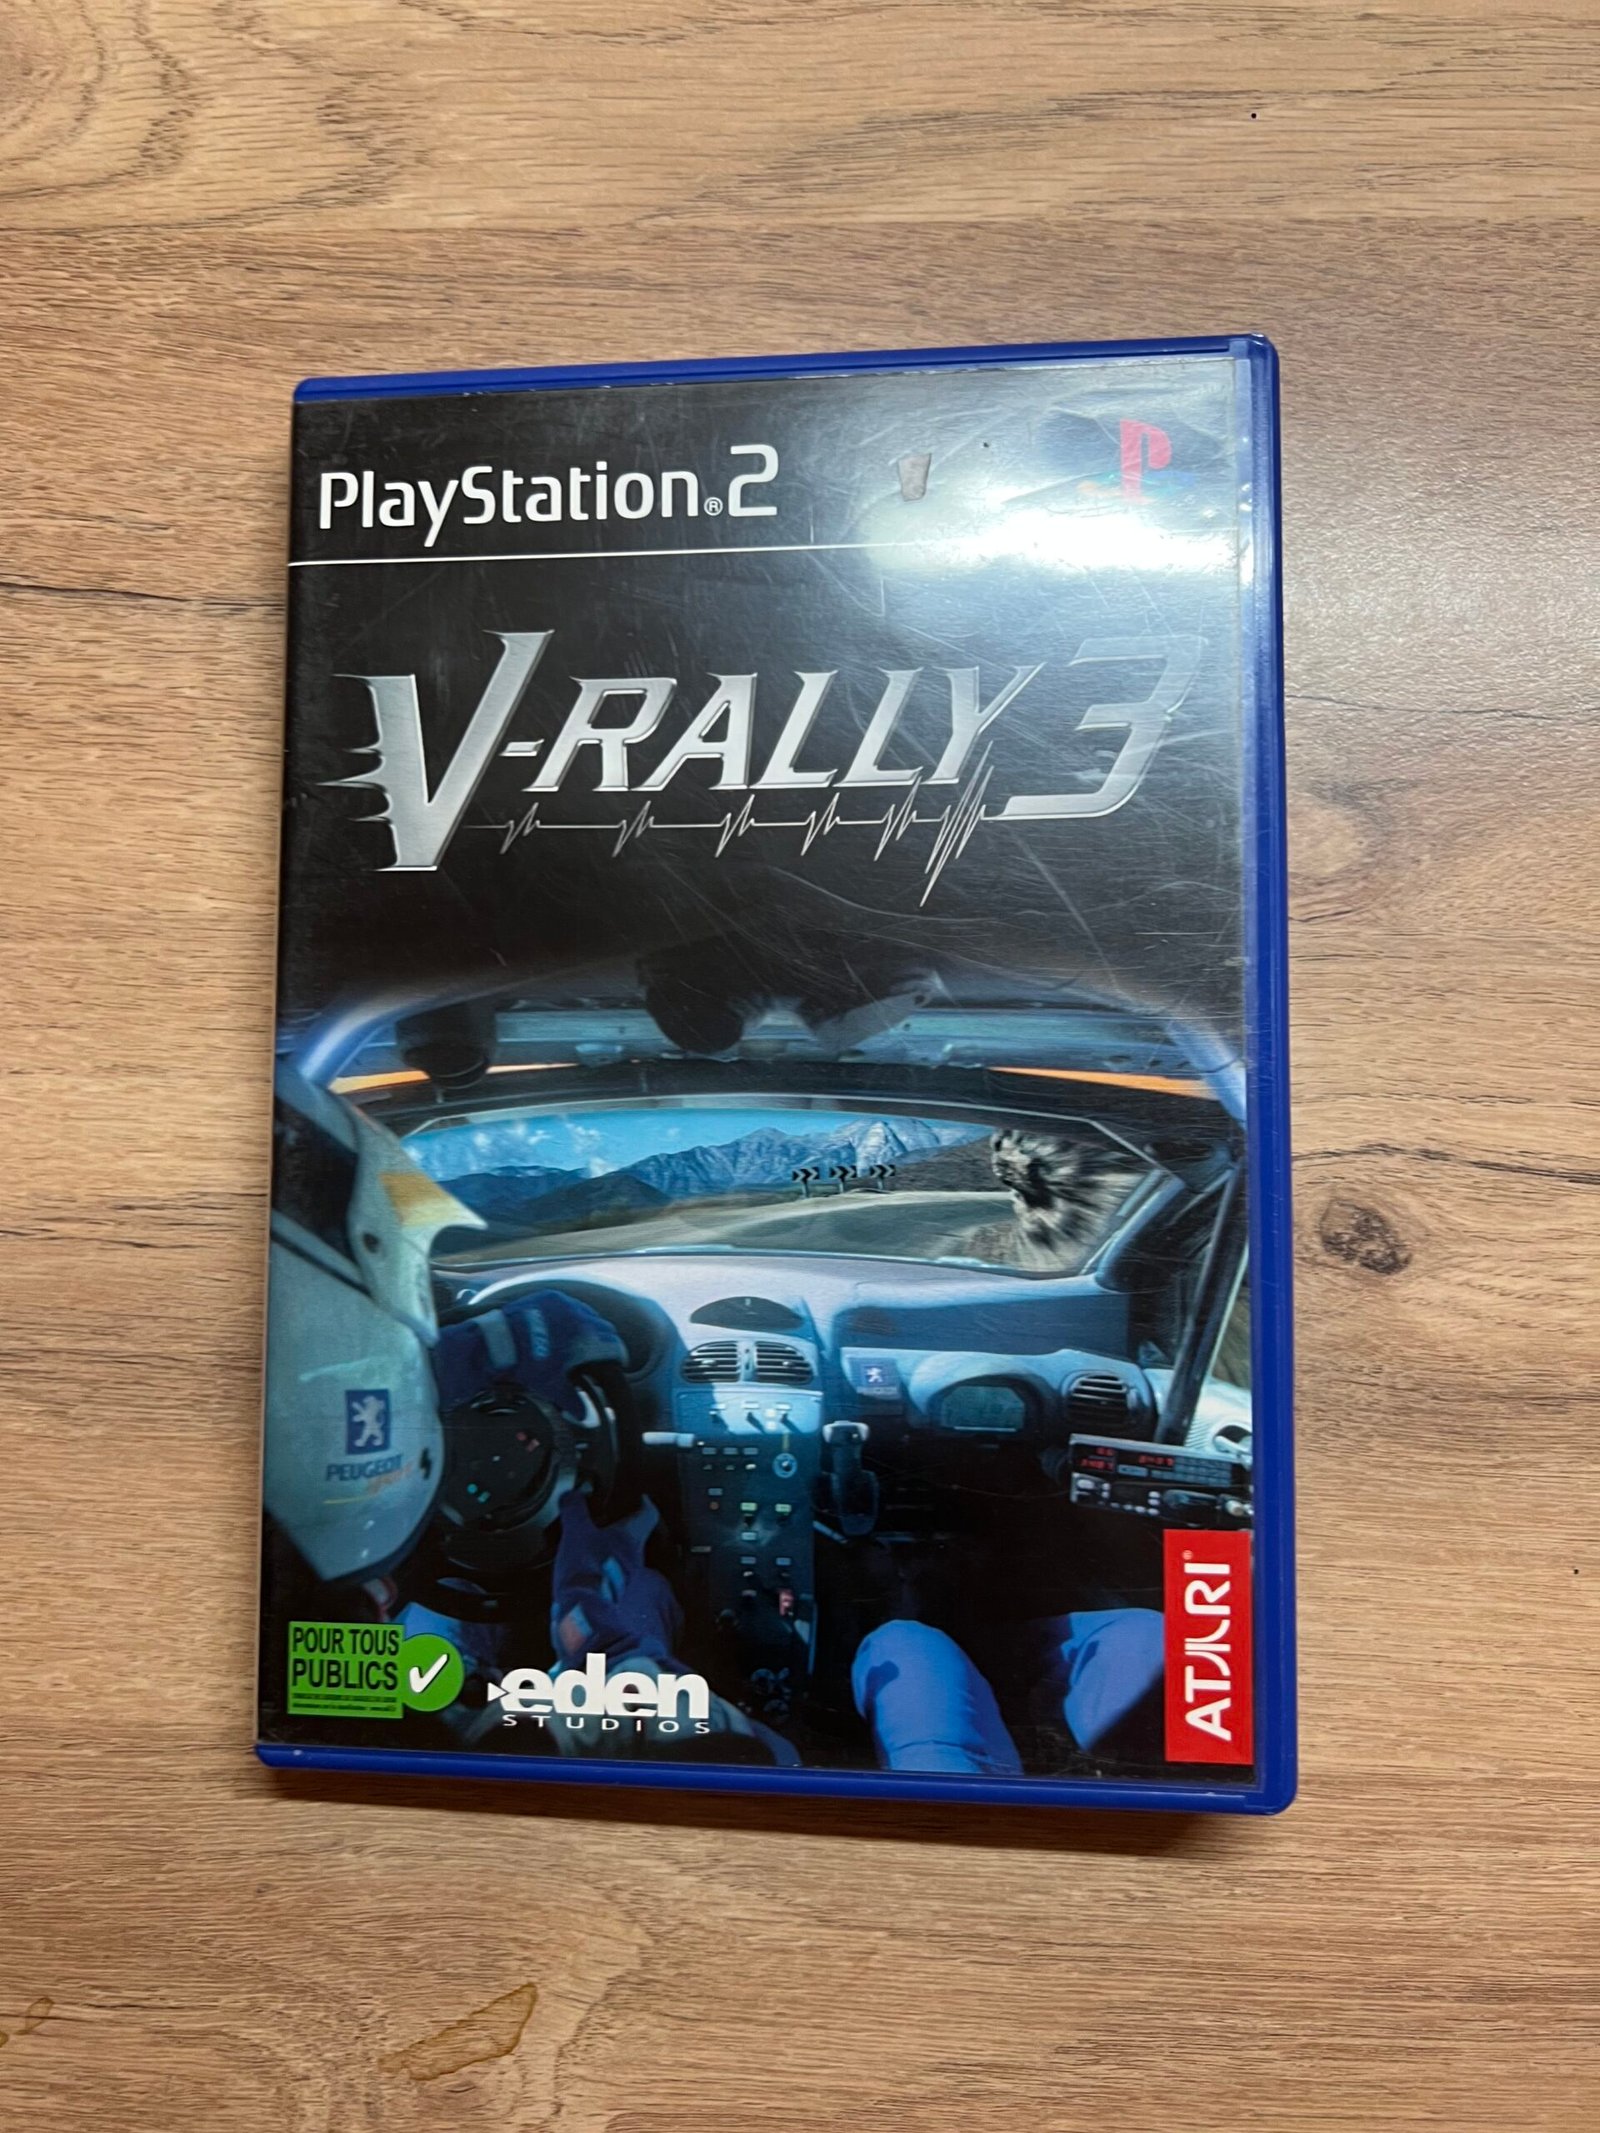 PlayStation®2
V-RALLY 3
PEUGEOT
POUR TOUS
PUBLICS
eden
STUDIOS
ATARI®